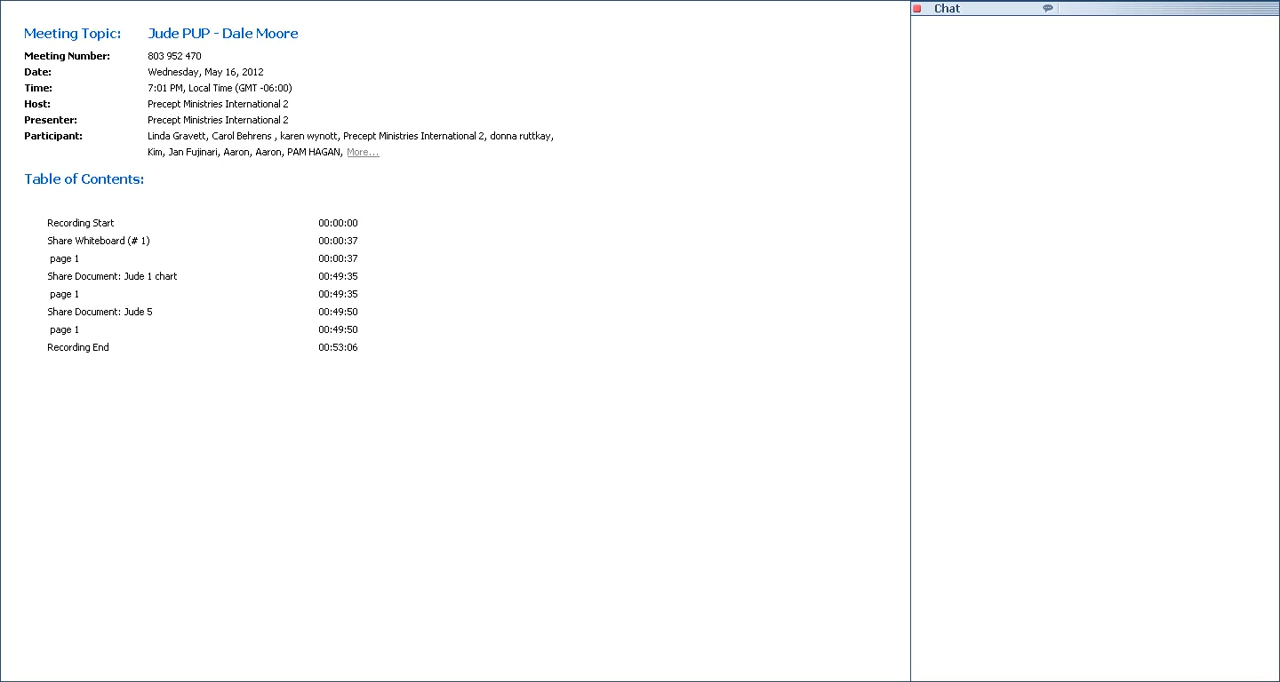 Chat
Meeting Topic: Jude PUP - Dale Moore
Meeting Number: 803 952 470
Date: Wednesday, May 16, 2012
Time: 7:01 PM, Local Time (GMT -06:00)
Host: Precept Ministries International 2
Presenter: Precept Ministries International 2
Participant: Linda Gravett, Carol Behrens , karen wynott, Precept Ministries International 2, donna ruttkay,
Kim, Jan Fujinari, Aaron, Aaron, PAM HAGAN, More...
Table of Contents:
Recording Start 00:00:00
Share Whiteboard (# 1) 00:00:37
page 1 00:00:37
Share Document: Jude 1 chart 00:49:35
page 1 00:49:35
Share Document: Jude 5 00:49:50
page 1 00:49:50
Recording End 00:53:06